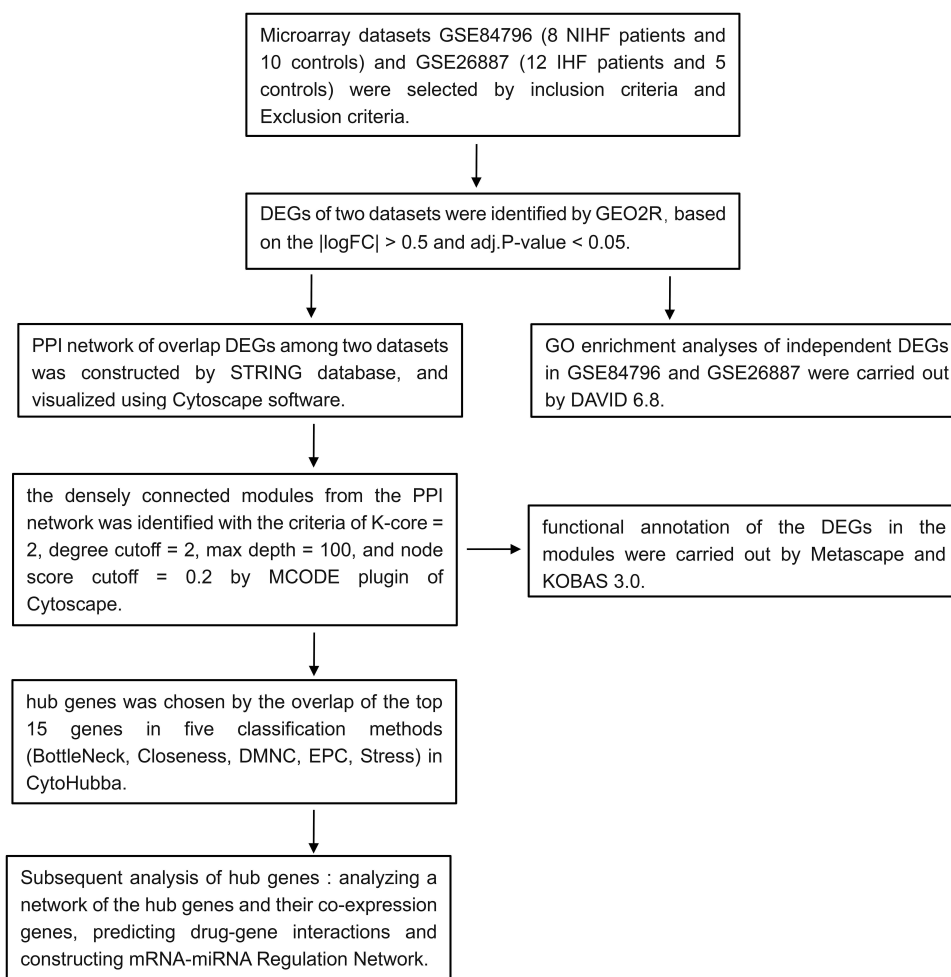 Microarray datasets GSE84796 (8 NIHF patients and
10 controls) and GSE26887 (12 IHF patients and 5
controls) were selected by inclusion criteria and
Exclusion criteria.
DEGs of two datasets were identified by GEO2R, based
on the |logFC| > 0.5 and adj.P-value < 0.05.
PPI network of overlap DEGs among two datasets
was constructed by STRING database, and
visualized using Cytoscape software.
GO enrichment analyses of independent DEGs
in GSE84796 and GSE26887 were carried out
by DAVID 6.8.
the densely connected modules from the PPI
network was identified with the criteria of K-core =
2, degree cutoff = 2, max depth = 100, and node
score cutoff = 0.2 by MCODE plugin of
Cytoscape.
functional annotation of the DEGs in the
modules were carried out by Metascape and
KOBAS 3.0.
hub genes was chosen by the overlap of the top
15 genes in five classification methods
(BottleNeck, Closeness, DMNC, EPC, Stress) in
CytoHubba.
Subsequent analysis of hub genes : analyzing a
network of the hub genes and their co-expression
genes, predicting drug-gene interactions and
constructing mRNA-miRNA Regulation Network.